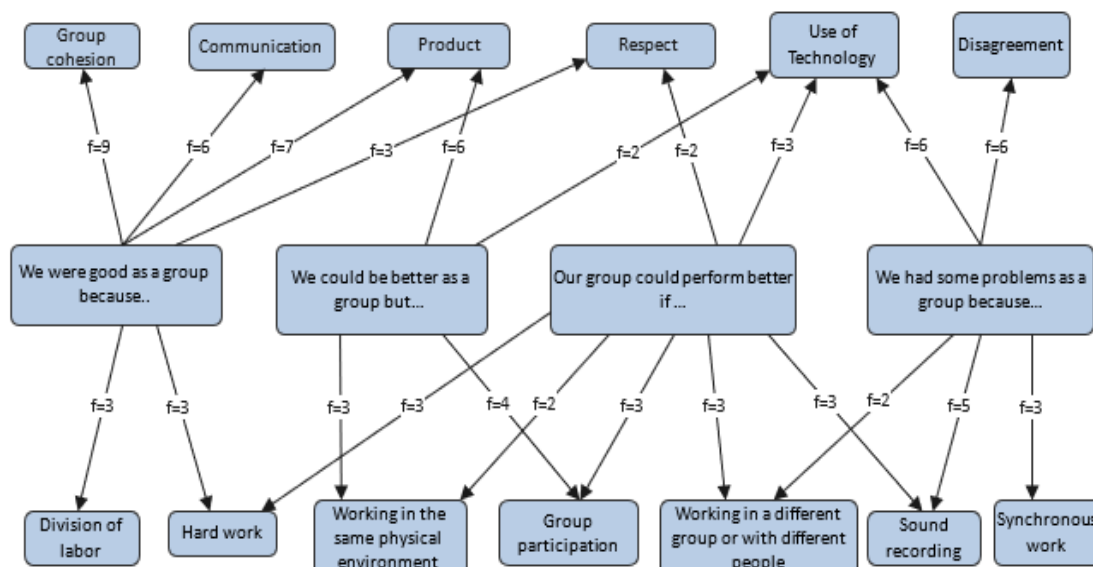 Group
cohesion
Communication
Product
Respect
Use of
Technology
Disagreement
f=9
f=6
f=7
f=3
f=6
f=2
f=2
f=3
f=6
f=6
We were good as a group
because..
We could be better as a
group but...
Our group could perform better
if ...
We had some problems as a
group because...
f=3
f=3
f=3
f=3
f=4
f=2
f=3
f=3
f=3
f=2
f=5
f=3
Division of
labor
Hard work
Working in the
same physical
environment
Group
participation
Working in a different
group or with different
people
Sound
recording
Synchronous
work